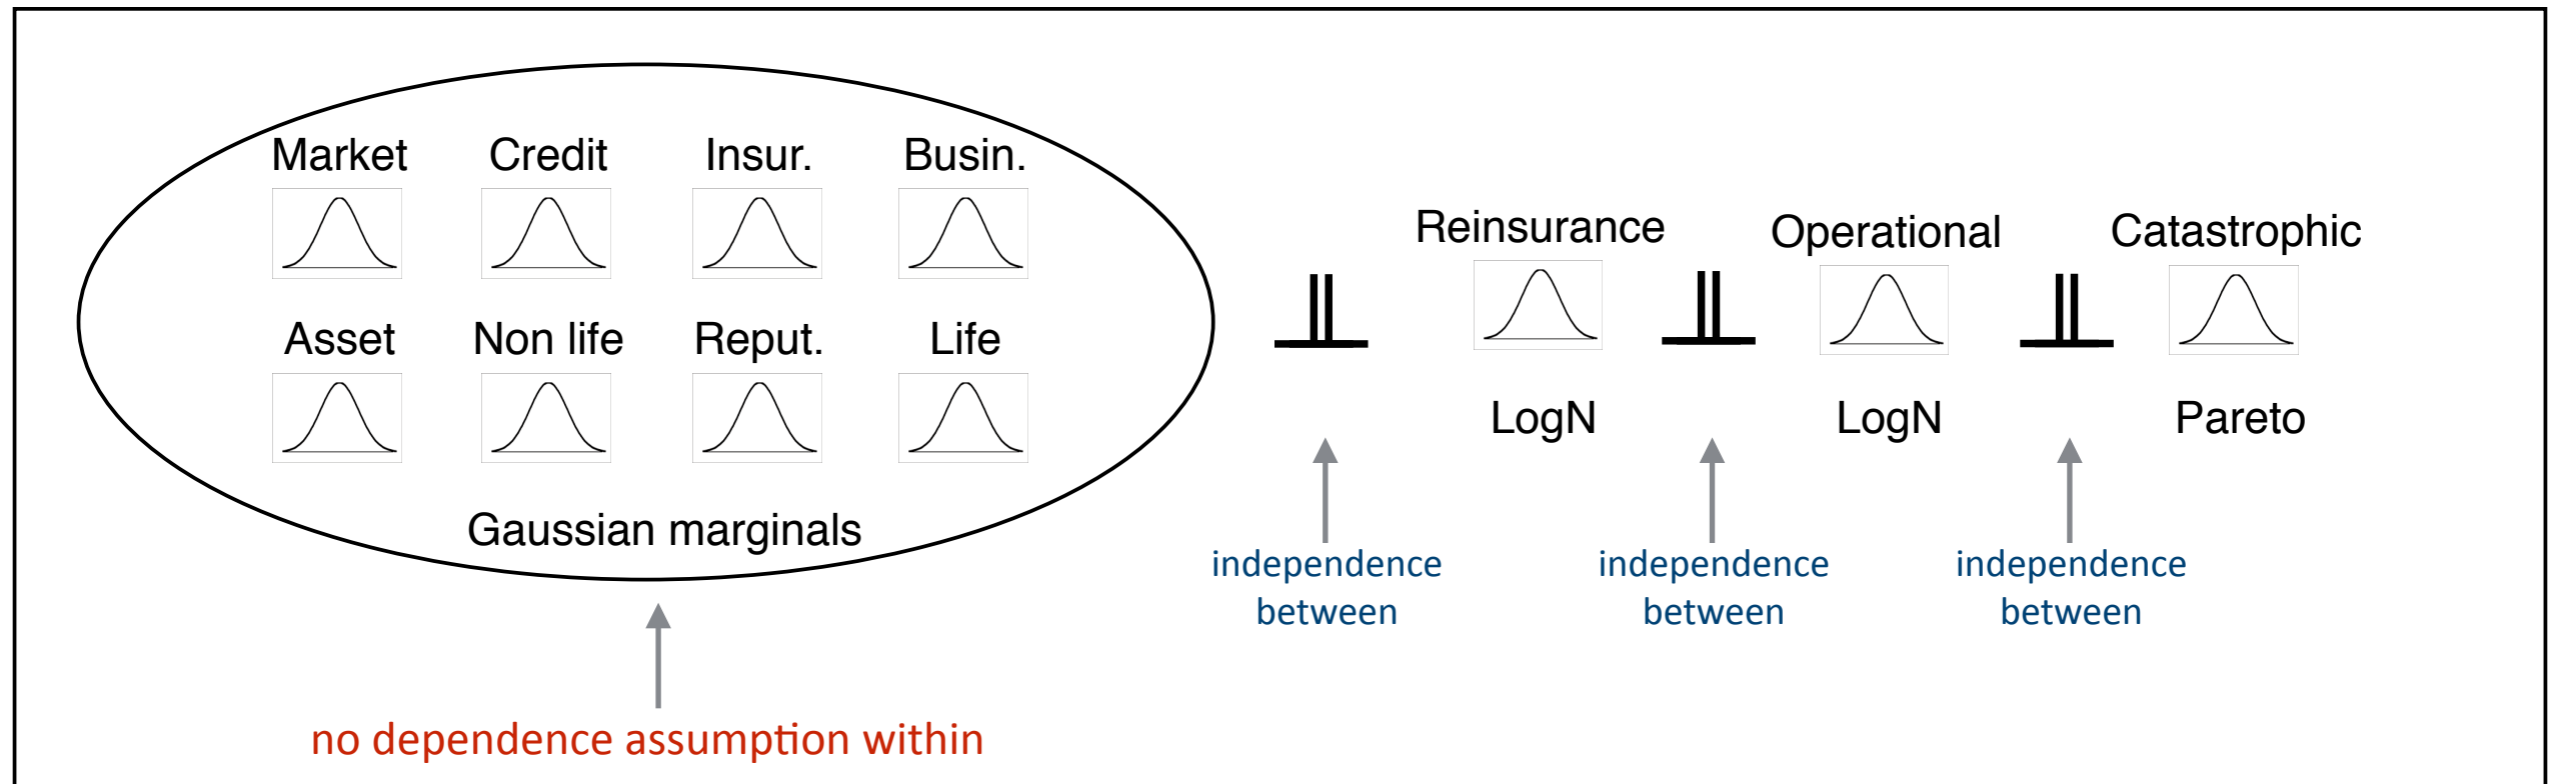 Market Credit Insur. Busin.
Asset Non life Reput. Life
Gaussian marginals
no dependence assumption within
Reinsurance Operational Catastrophic
LogN LogN Pareto
independence between
independence between
independence between